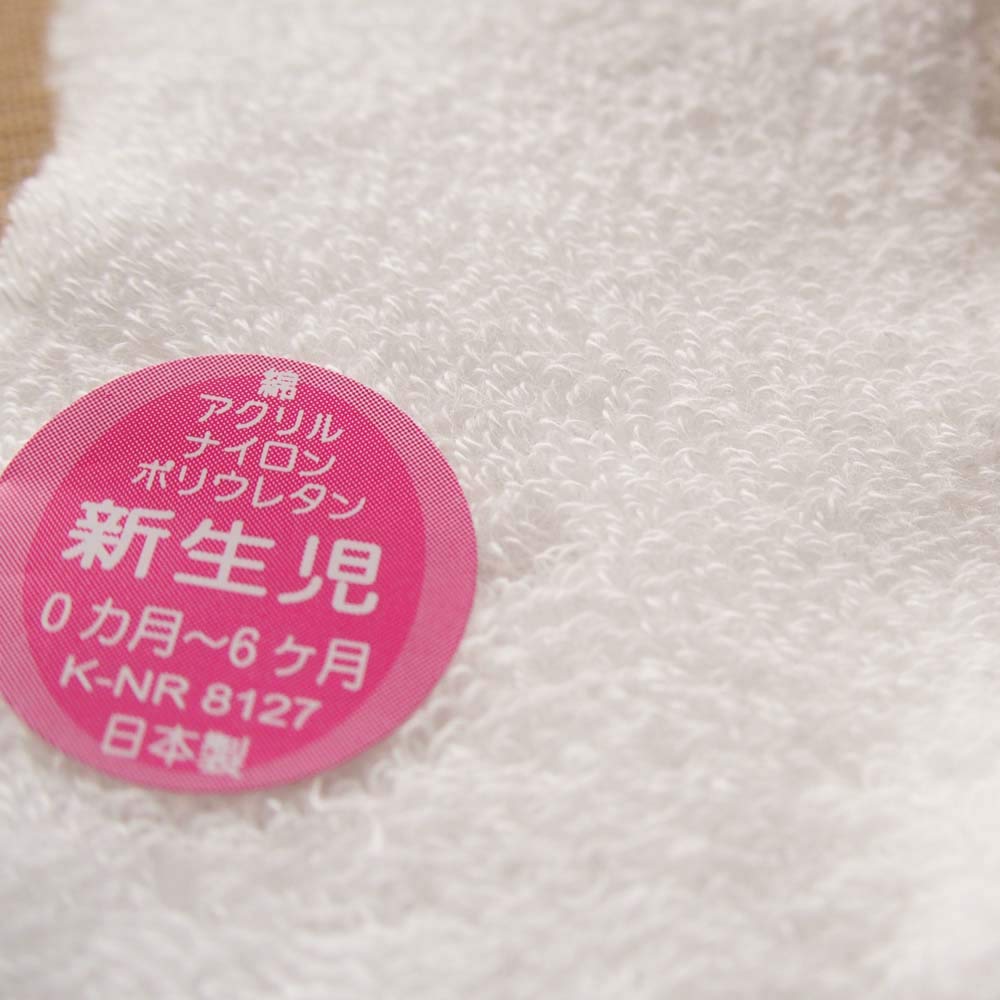 綿
アクリル
ナイロン
ポリウレタン
新生児
0カ月〜6ヶ月
K-NR 8127
日本製